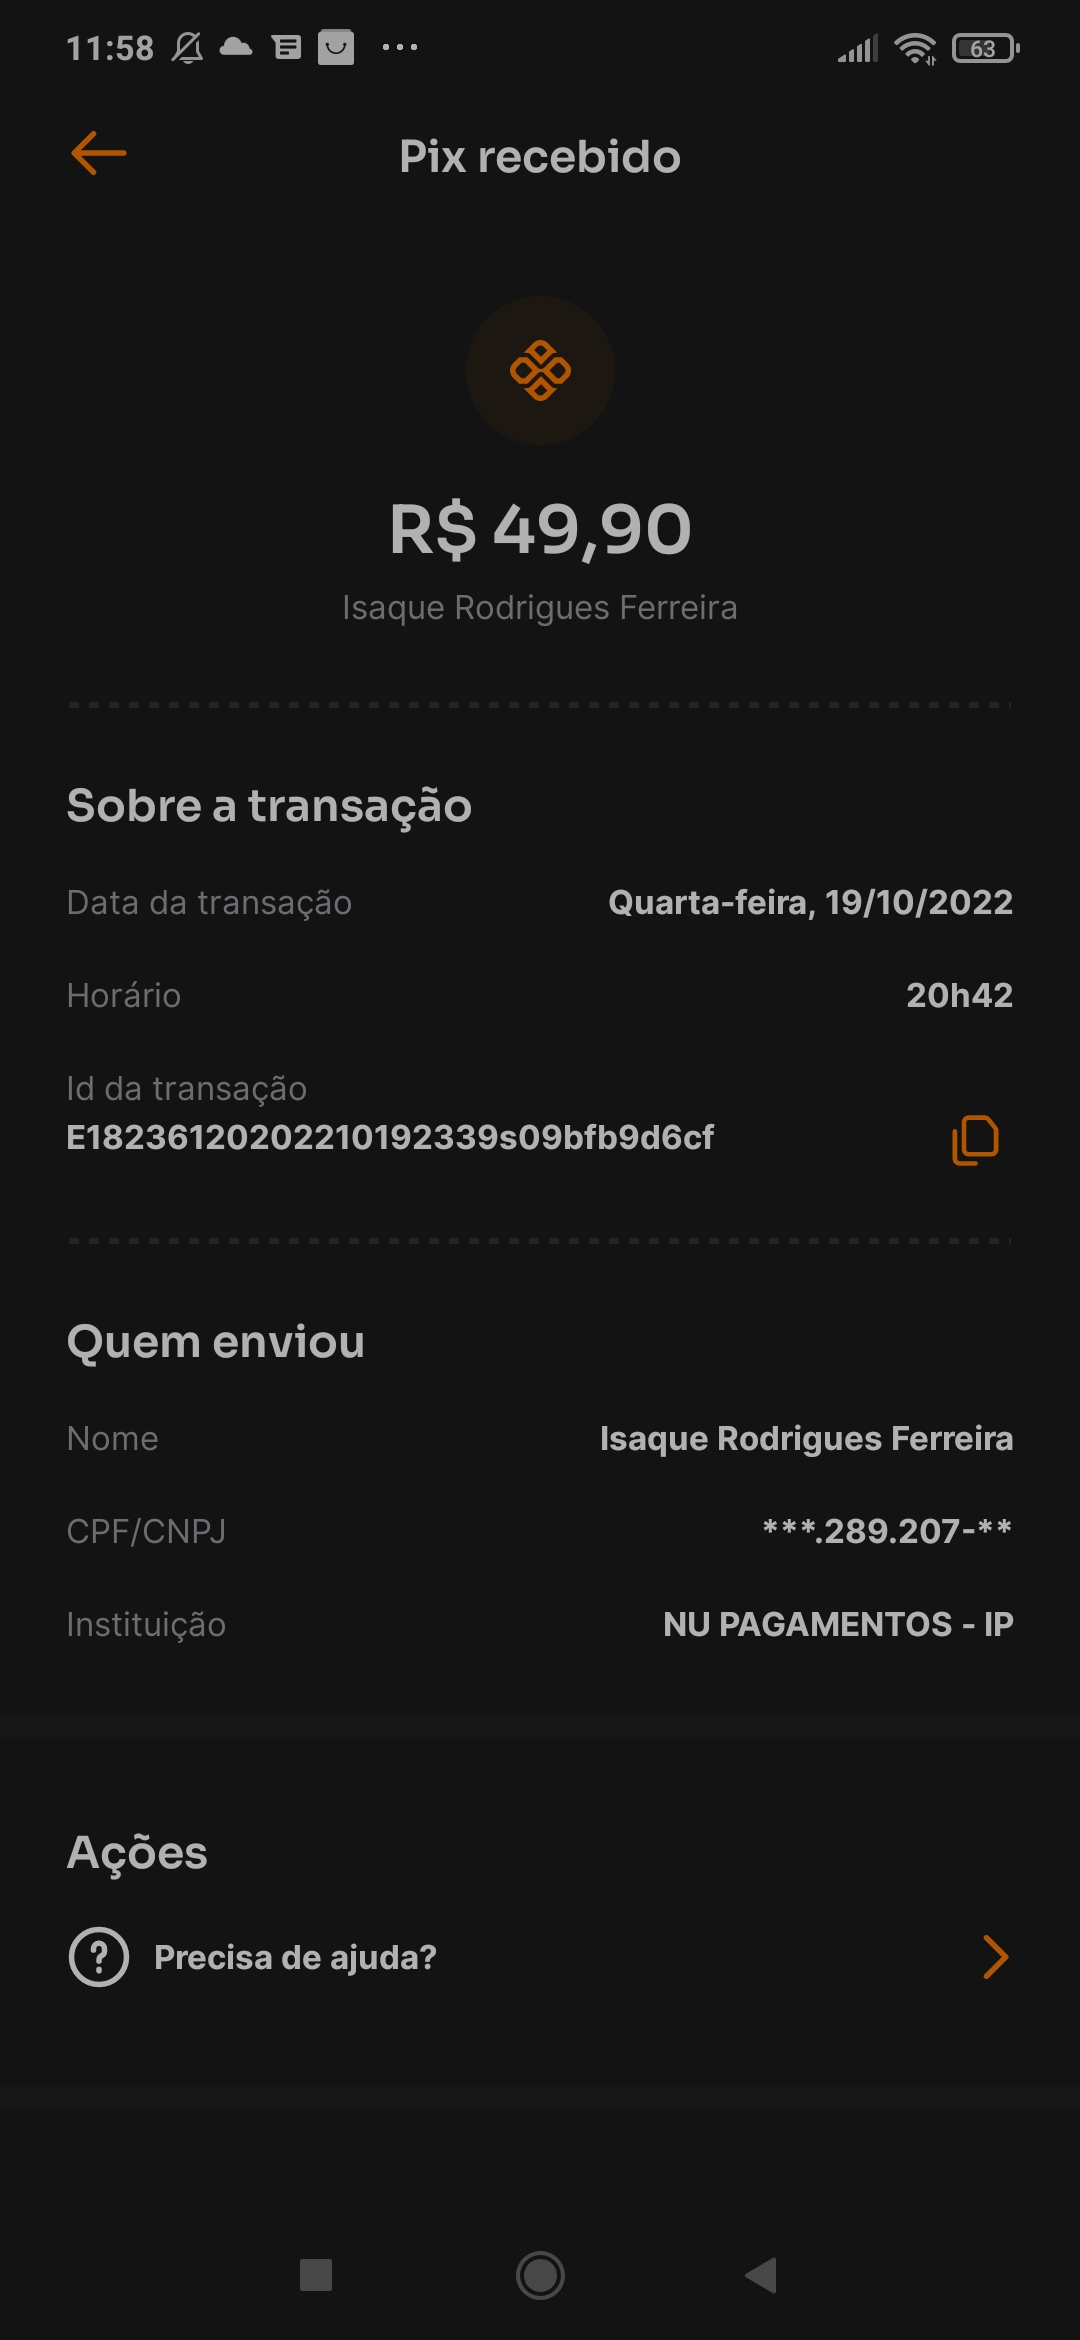 11:58
63
Pix recebido
R$ 49,90
Isaque Rodrigues Ferreira
Sobre a transação
Data da transação Quarta-feira, 19/10/2022
Horário 20h42
Id da transação
E18236120202210192339s09bfb9d6cf
Quem enviou
Nome Isaque Rodrigues Ferreira
CPF/CNPJ ***.289.207-**
Instituição NU PAGAMENTOS - IP
Ações
Precisa de ajuda?